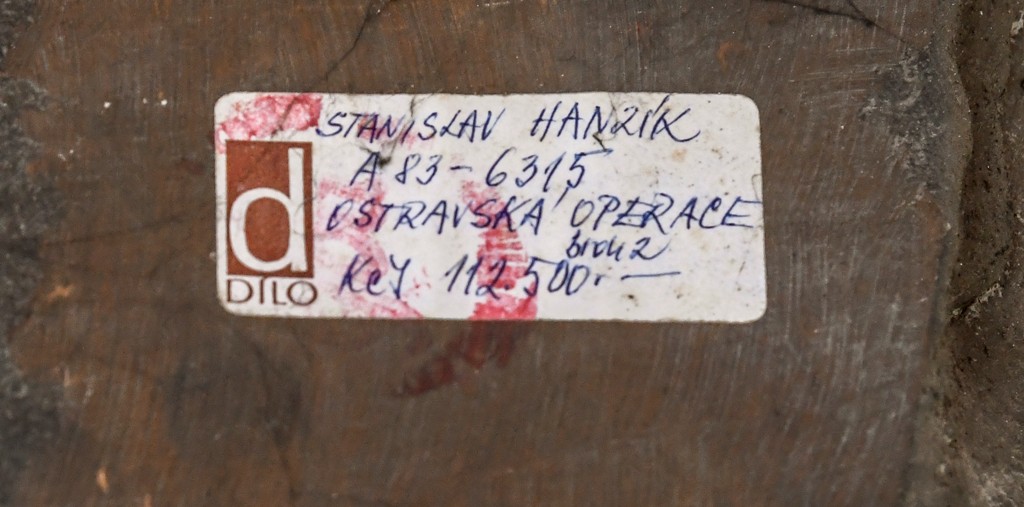 STANISLAV HANZÍK
A 83-6315
d OSTRAVSKÁ OPERACE
bronz
DÍLO Kčs 112.500.—